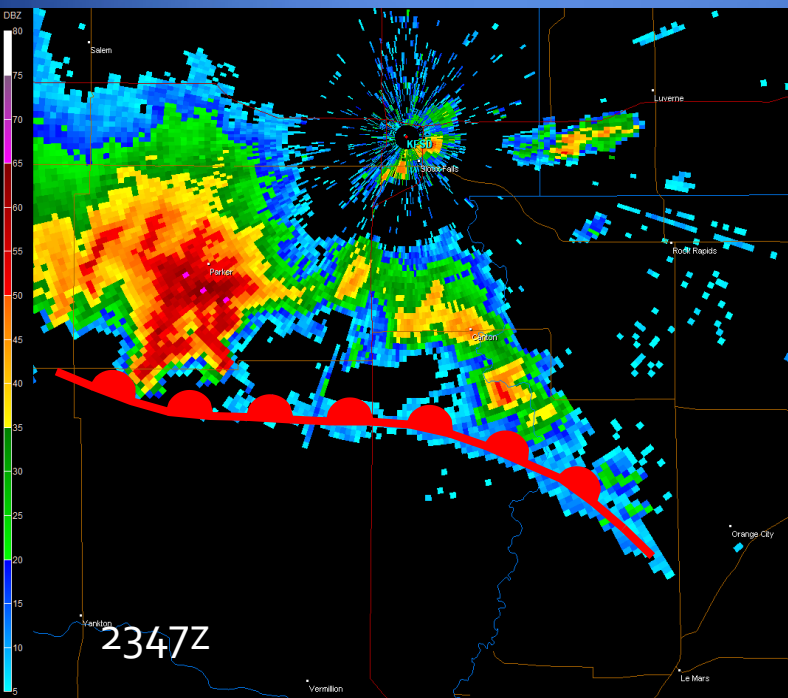 DBZ
80
Salem
75
Luverne
70
KFSD
65
Sioux Falls
60
55
Rock Rapids
Parker
50
45
Canton
40
35
30
25
Orange City
20
15
Yankton
2347Z
10
Le Mars
5
Vermillion